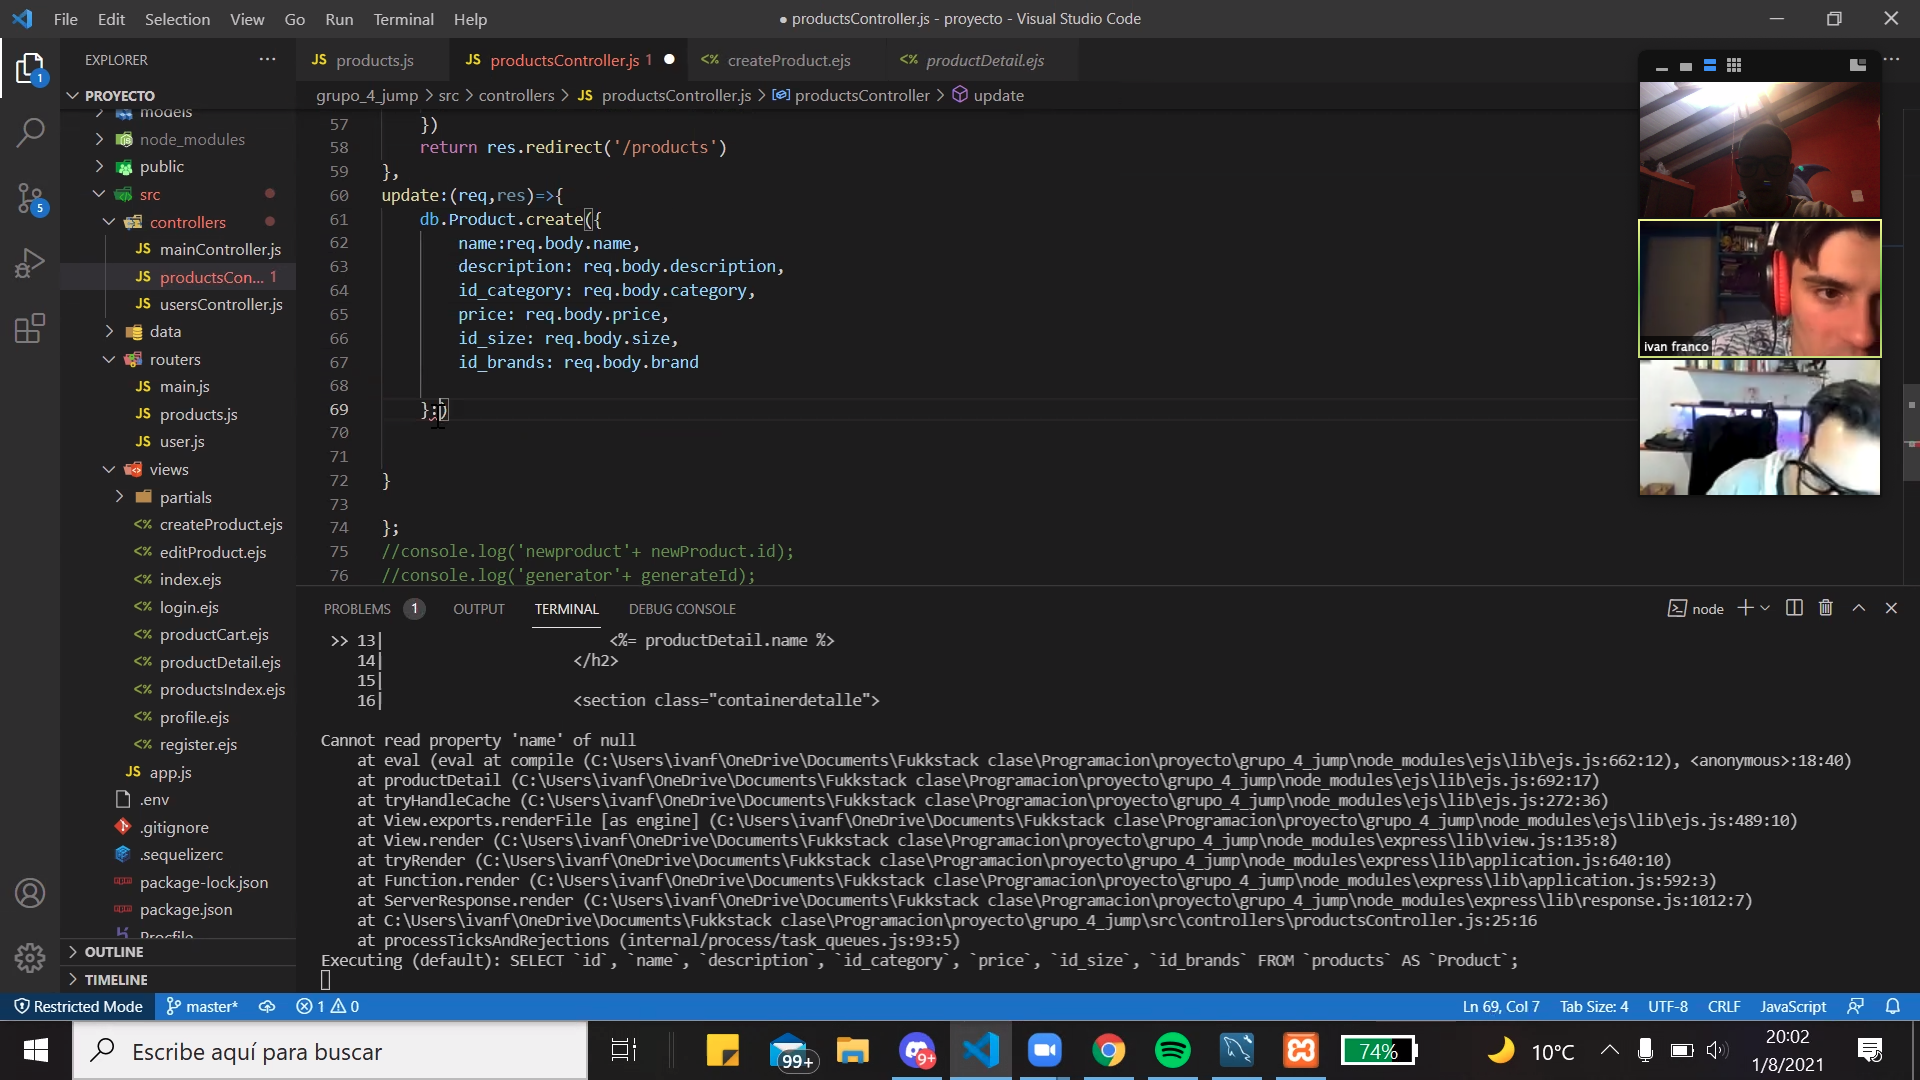 File Edit Selection View Go Run Terminal Help
● productsController.js - proyecto - Visual Studio Code
EXPLORER
PROYECTO
models
node_modules
public
src
controllers
mainController.js
productsCon... 1
usersController.js
data
routers
main.js
products.js
user.js
views
partials
createProduct.ejs
editProduct.ejs
index.ejs
login.ejs
productCart.ejs
productDetail.ejs
productsIndex.ejs
profile.ejs
register.ejs
app.js
.env
.gitignore
.sequelizerc
package-lock.json
package.json
Procfile
OUTLINE
TIMELINE
JS products.js JS productsController.js 1 ● <% createProduct.ejs <% productDetail.ejs
grupo_4_jump > src > controllers > JS productsController.js > productsController > update
57 })
58 return res.redirect('/products')
59 },
60 update:(req,res)=>{
61 db.Product.create({
62 name:req.body.name,
63 description: req.body.description,
64 id_category: req.body.category,
65 price: req.body.price,
66 id_size: req.body.size,
67 id_brands: req.body.brand
68
69 };)
70
71
72 }
73
74 };
75 //console.log('newproduct'+ newProduct.id);
76 //console.log('generator'+ generateId);
ivan franco
PROBLEMS 1 OUTPUT TERMINAL DEBUG CONSOLE
node
>> 13| <%= productDetail.name %>
14| </h2>
15|
16| <section class="containerdetalle">
Cannot read property 'name' of null
at eval (eval at compile (C:\Users\ivanf\OneDrive\Documents\Fukkstack clase\Programacion\proyecto\grupo_4_jump\node_modules\ejs\lib\ejs.js:662:12), <anonymous>:18:40)
at productDetail (C:\Users\ivanf\OneDrive\Documents\Fukkstack clase\Programacion\proyecto\grupo_4_jump\node_modules\ejs\lib\ejs.js:692:17)
at tryHandleCache (C:\Users\ivanf\OneDrive\Documents\Fukkstack clase\Programacion\proyecto\grupo_4_jump\node_modules\ejs\lib\ejs.js:272:36)
at View.exports.renderFile [as engine] (C:\Users\ivanf\OneDrive\Documents\Fukkstack clase\Programacion\proyecto\grupo_4_jump\node_modules\ejs\lib\ejs.js:489:10)
at View.render (C:\Users\ivanf\OneDrive\Documents\Fukkstack clase\Programacion\proyecto\grupo_4_jump\node_modules\express\lib\view.js:135:8)
at tryRender (C:\Users\ivanf\OneDrive\Documents\Fukkstack clase\Programacion\proyecto\grupo_4_jump\node_modules\express\lib\application.js:640:10)
at Function.render (C:\Users\ivanf\OneDrive\Documents\Fukkstack clase\Programacion\proyecto\grupo_4_jump\node_modules\express\lib\application.js:592:3)
at ServerResponse.render (C:\Users\ivanf\OneDrive\Documents\Fukkstack clase\Programacion\proyecto\grupo_4_jump\node_modules\express\lib\response.js:1012:7)
at C:\Users\ivanf\OneDrive\Documents\Fukkstack clase\Programacion\proyecto\grupo_4_jump\src\controllers\productsController.js:25:16
at processTicksAndRejections (internal/process/task_queues.js:93:5)
Executing (default): SELECT `id`, `name`, `description`, `id_category`, `price`, `id_size`, `id_brands` FROM `products` AS `Product`;
Restricted Mode master* 1 0
Ln 69, Col 7 Tab Size: 4 UTF-8 CRLF JavaScript
Escribe aquí para buscar
99+
9+
74%
10°C
20:02
1/8/2021